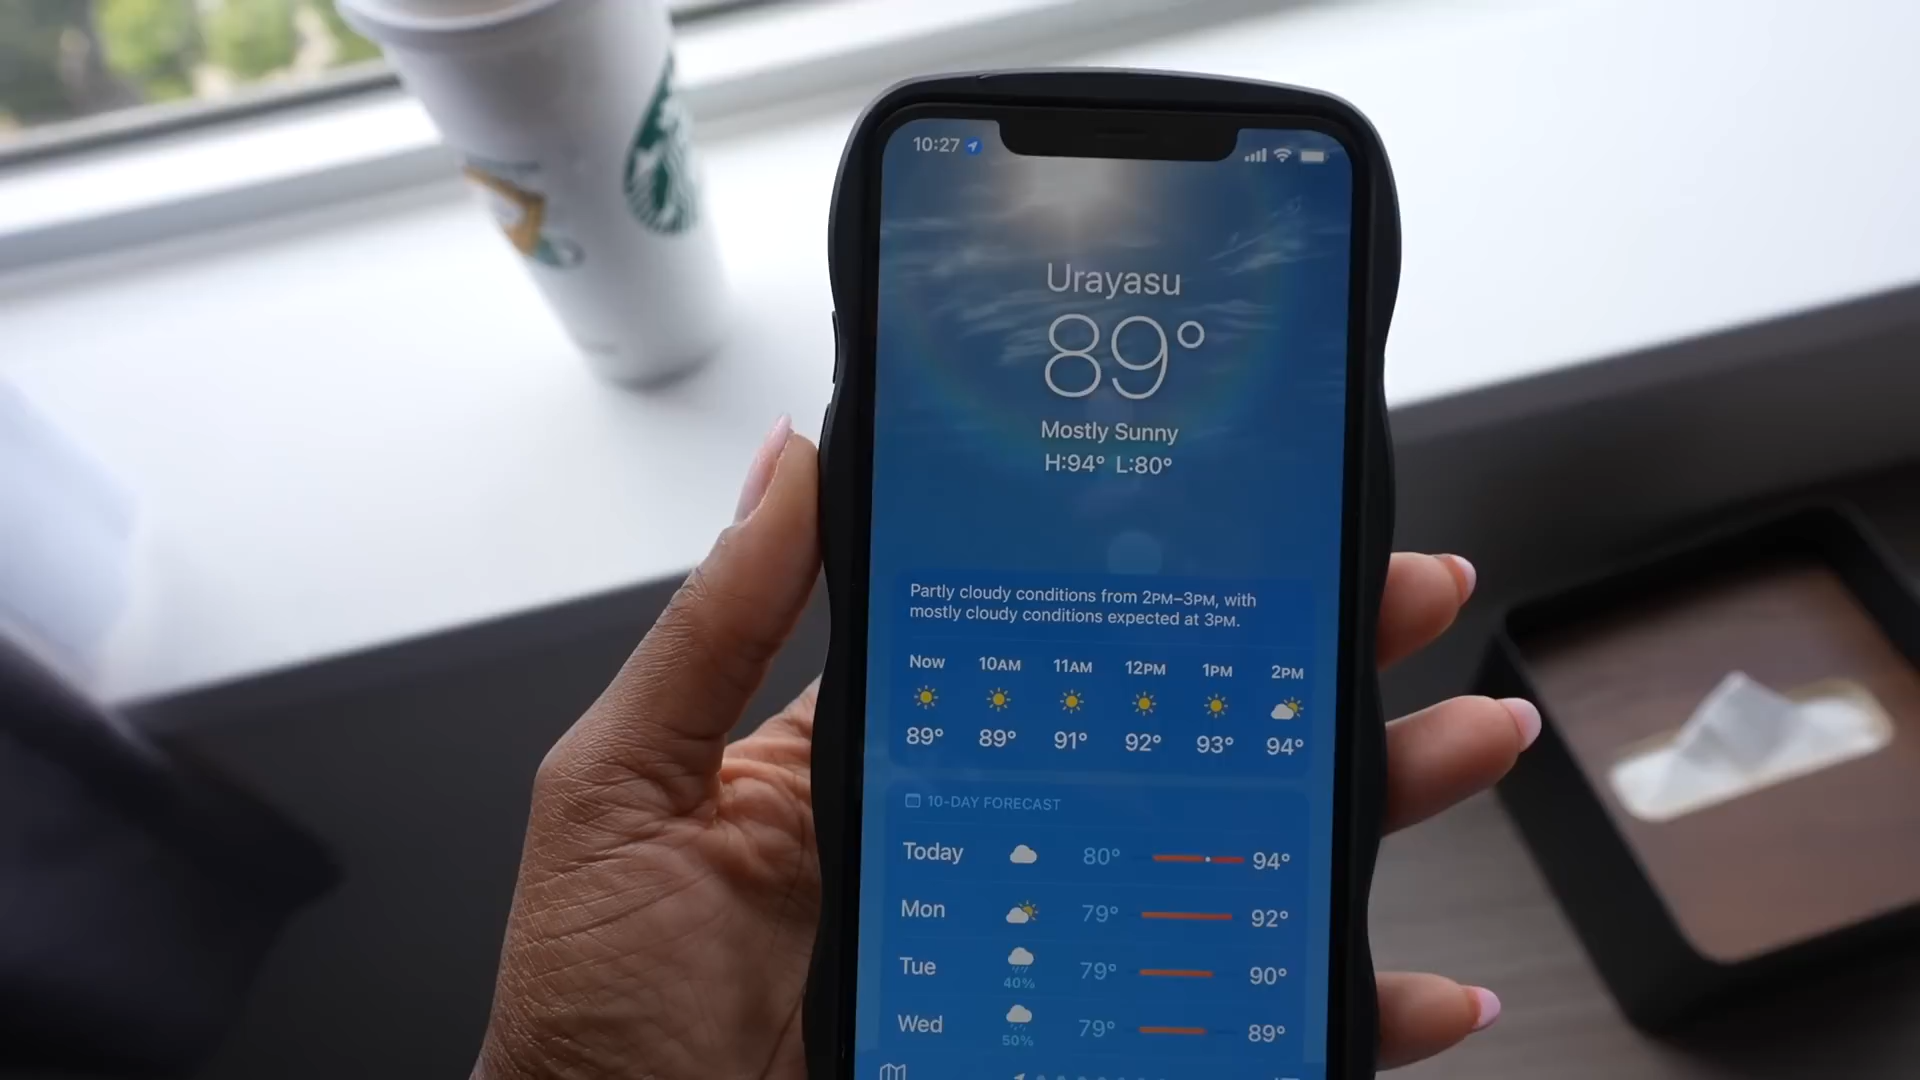 10:27
Urayasu
89°
Mostly Sunny
H:94° L:80°
Partly cloudy conditions from 2PM–3PM, with
mostly cloudy conditions expected at 3PM.
Now 10AM 11AM 12PM 1PM 2PM
89° 89° 91° 92° 93° 94°
10-DAY FORECAST
Today 80° 94°
Mon 79° 92°
Tue 40% 79° 90°
Wed 50% 79° 89°